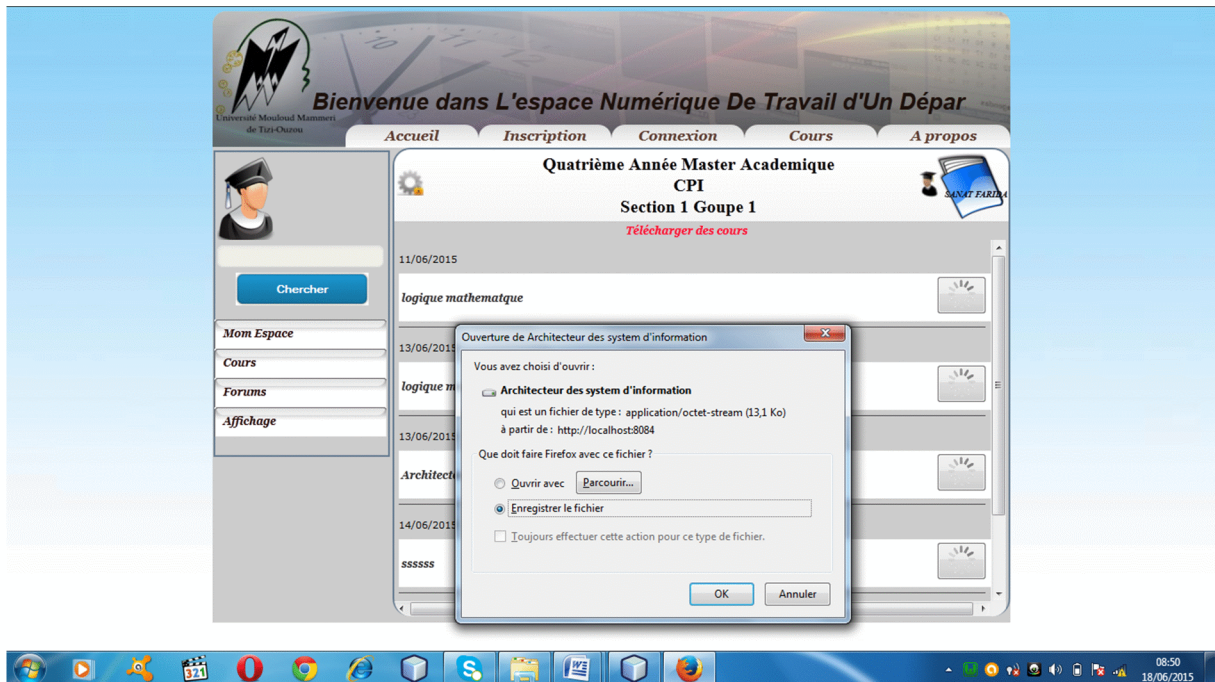 Bienvenue dans L'espace Numérique De Travail d'Un Dépar
Université Mouloud Mammeri
de Tizi-Ouzou
Accueil
Inscription
Connexion
Cours
A propos
Quatrième Année Master Academique
CPI
Section 1 Goupe 1
SANAT FARIDA
Télécharger des cours
Chercher
Mom Espace
Cours
Forums
Affichage
11/06/2015
logique mathematque
13/06/2015
logique m
13/06/2015
Architect
14/06/2015
ssssss
Ouverture de Architecteur des system d'information
Vous avez choisi d'ouvrir :
Architecteur des system d'information
qui est un fichier de type : application/octet-stream (13,1 Ko)
à partir de : http://localhost:8084
Que doit faire Firefox avec ce fichier ?
Ouvrir avec
Parcourir...
Enregistrer le fichier
Toujours effectuer cette action pour ce type de fichier.
OK
Annuler
321
08:50
18/06/2015